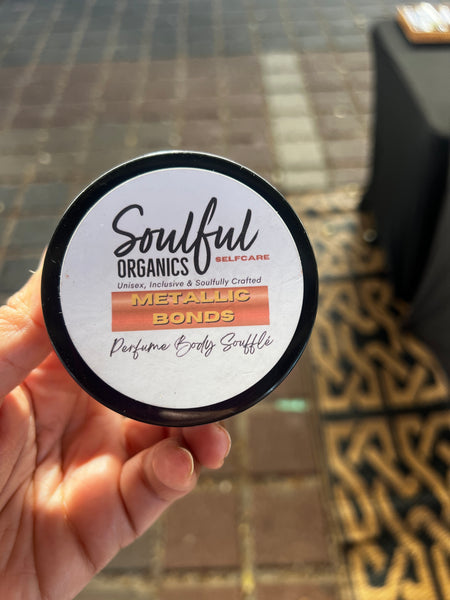 Soulful
ORGANICS SELFCARE
Unisex, Inclusive & Soulfully Crafted
METALLIC
BONDS
Perfume Body Soufflé